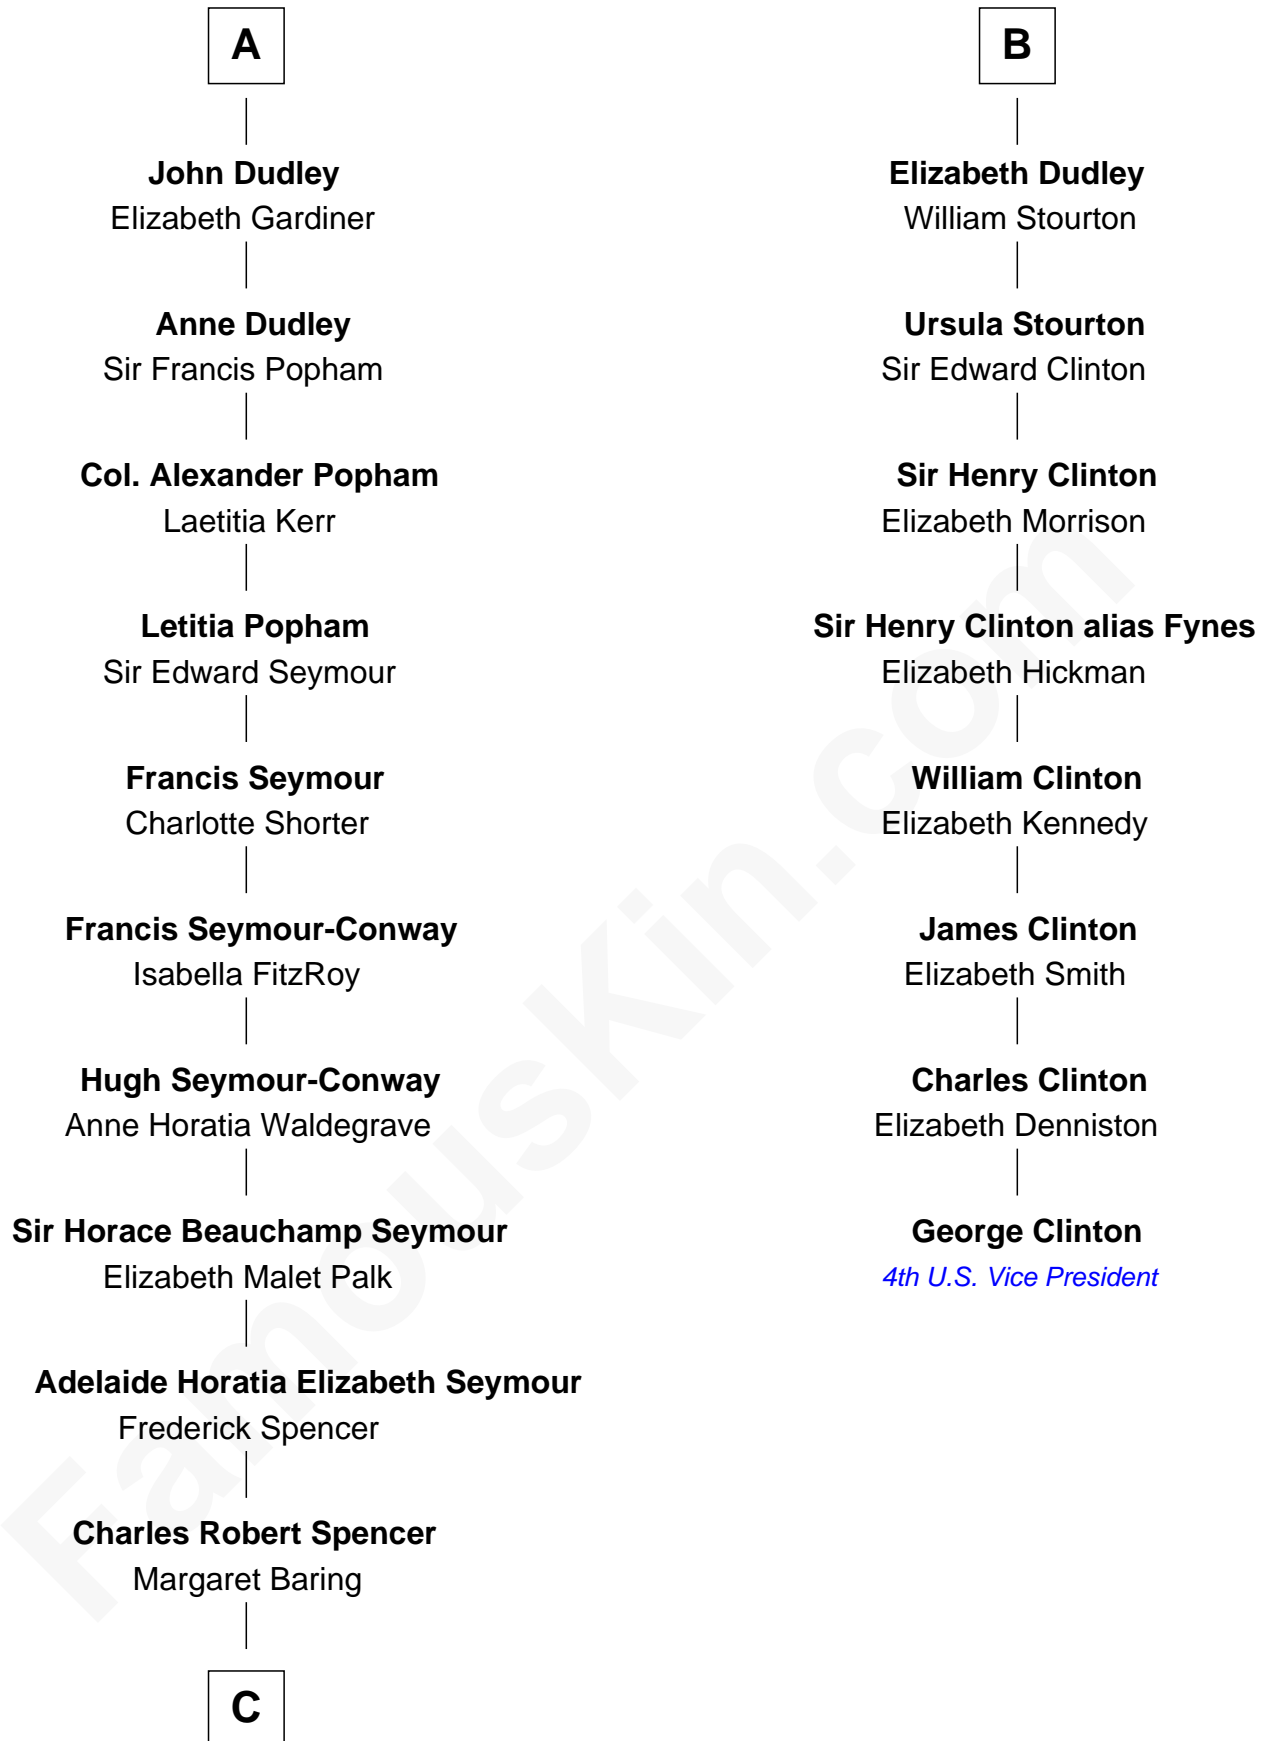 A
John Dudley
Elizabeth Gardiner
Anne Dudley
Sir Francis Popham
Col. Alexander Popham
Laetitia Kerr
Letitia Popham
Sir Edward Seymour
Francis Seymour
Charlotte Shorter
Francis Seymour-Conway
Isabella FitzRoy
Hugh Seymour-Conway
Anne Horatia Waldegrave
Sir Horace Beauchamp Seymour
Elizabeth Malet Palk
Adelaide Horatia Elizabeth Seymour
Frederick Spencer
Charles Robert Spencer
Margaret Baring
C
B
Elizabeth Dudley
William Stourton
Ursula Stourton
Sir Edward Clinton
Sir Henry Clinton
Elizabeth Morrison
Sir Henry Clinton alias Fynes
Elizabeth Hickman
William Clinton
Elizabeth Kennedy
James Clinton
Elizabeth Smith
Charles Clinton
Elizabeth Denniston
George Clinton
4th U.S. Vice President
FamousKin.com